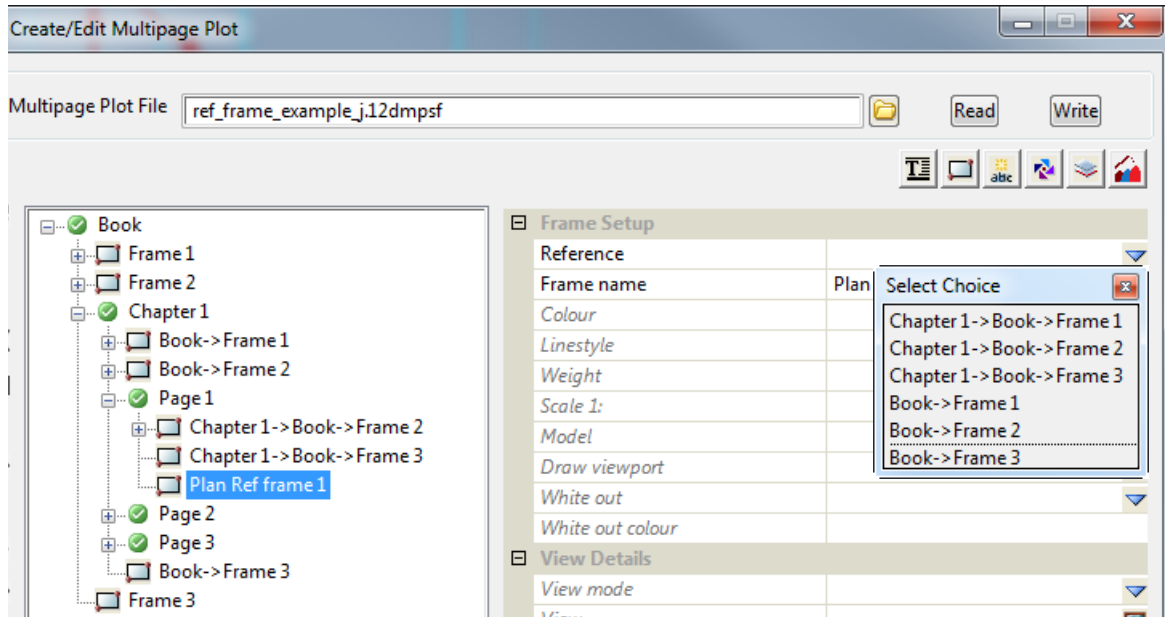 Create/Edit Multipage Plot
Multipage Plot File ref_frame_example_j.12dmpsf Read Write
T abc
Book
Frame 1
Frame 2
Chapter 1
Book->Frame 1
Book->Frame 2
Page 1
Chapter 1->Book->Frame 2
Chapter 1->Book->Frame 3
Plan Ref frame 1
Page 2
Page 3
Book->Frame 3
Frame 3
Frame Setup
Reference
Frame name Plan
Colour
Linestyle
Weight
Scale 1:
Model
Draw viewport
White out
White out colour
View Details
View mode
View
Select Choice
Chapter 1->Book->Frame 1
Chapter 1->Book->Frame 2
Chapter 1->Book->Frame 3
Book->Frame 1
Book->Frame 2
Book->Frame 3